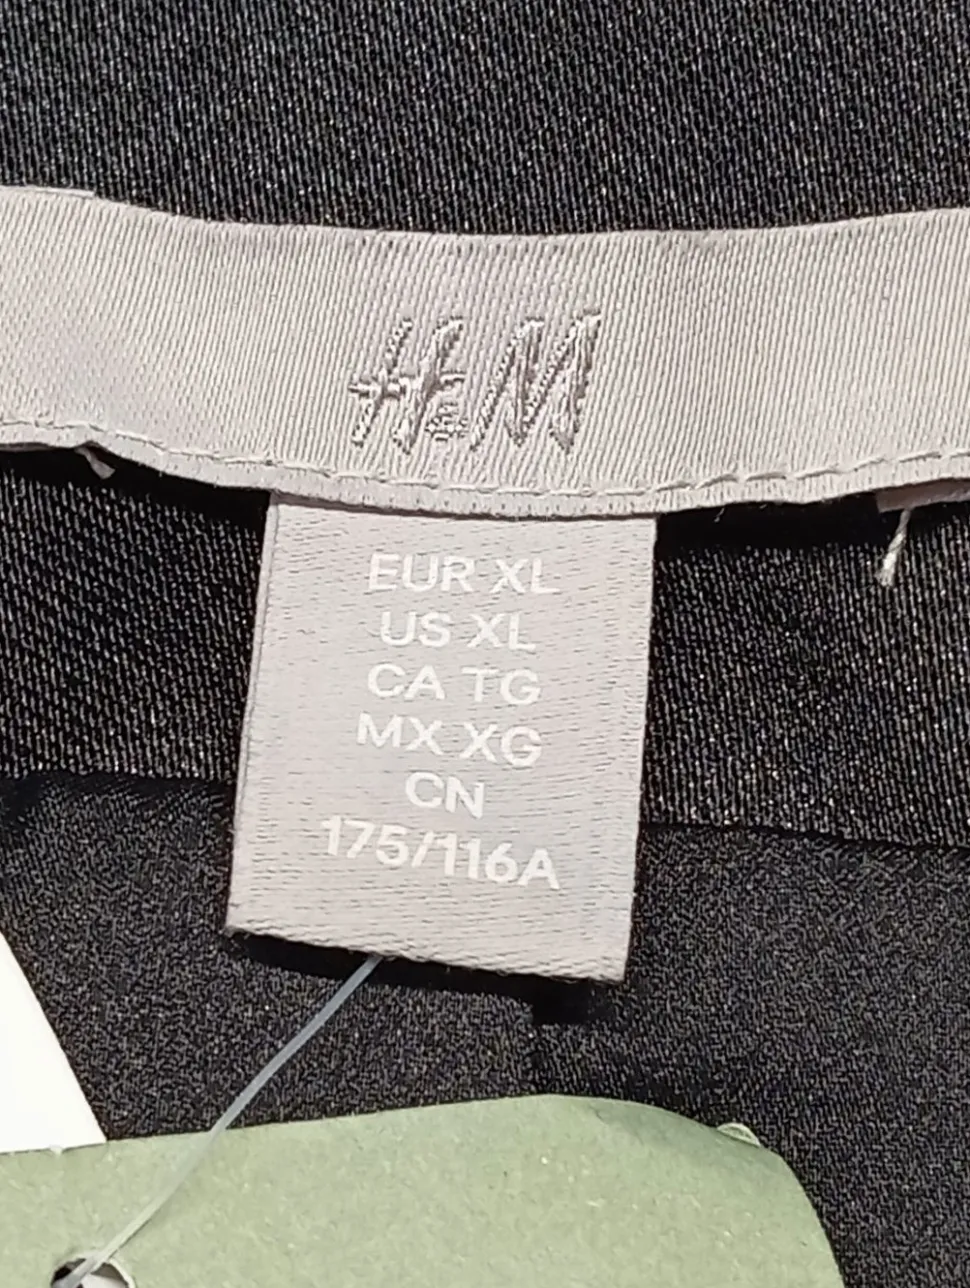 H&M
EUR XL
US XL
CA TG
MX XG
CN
175/116A